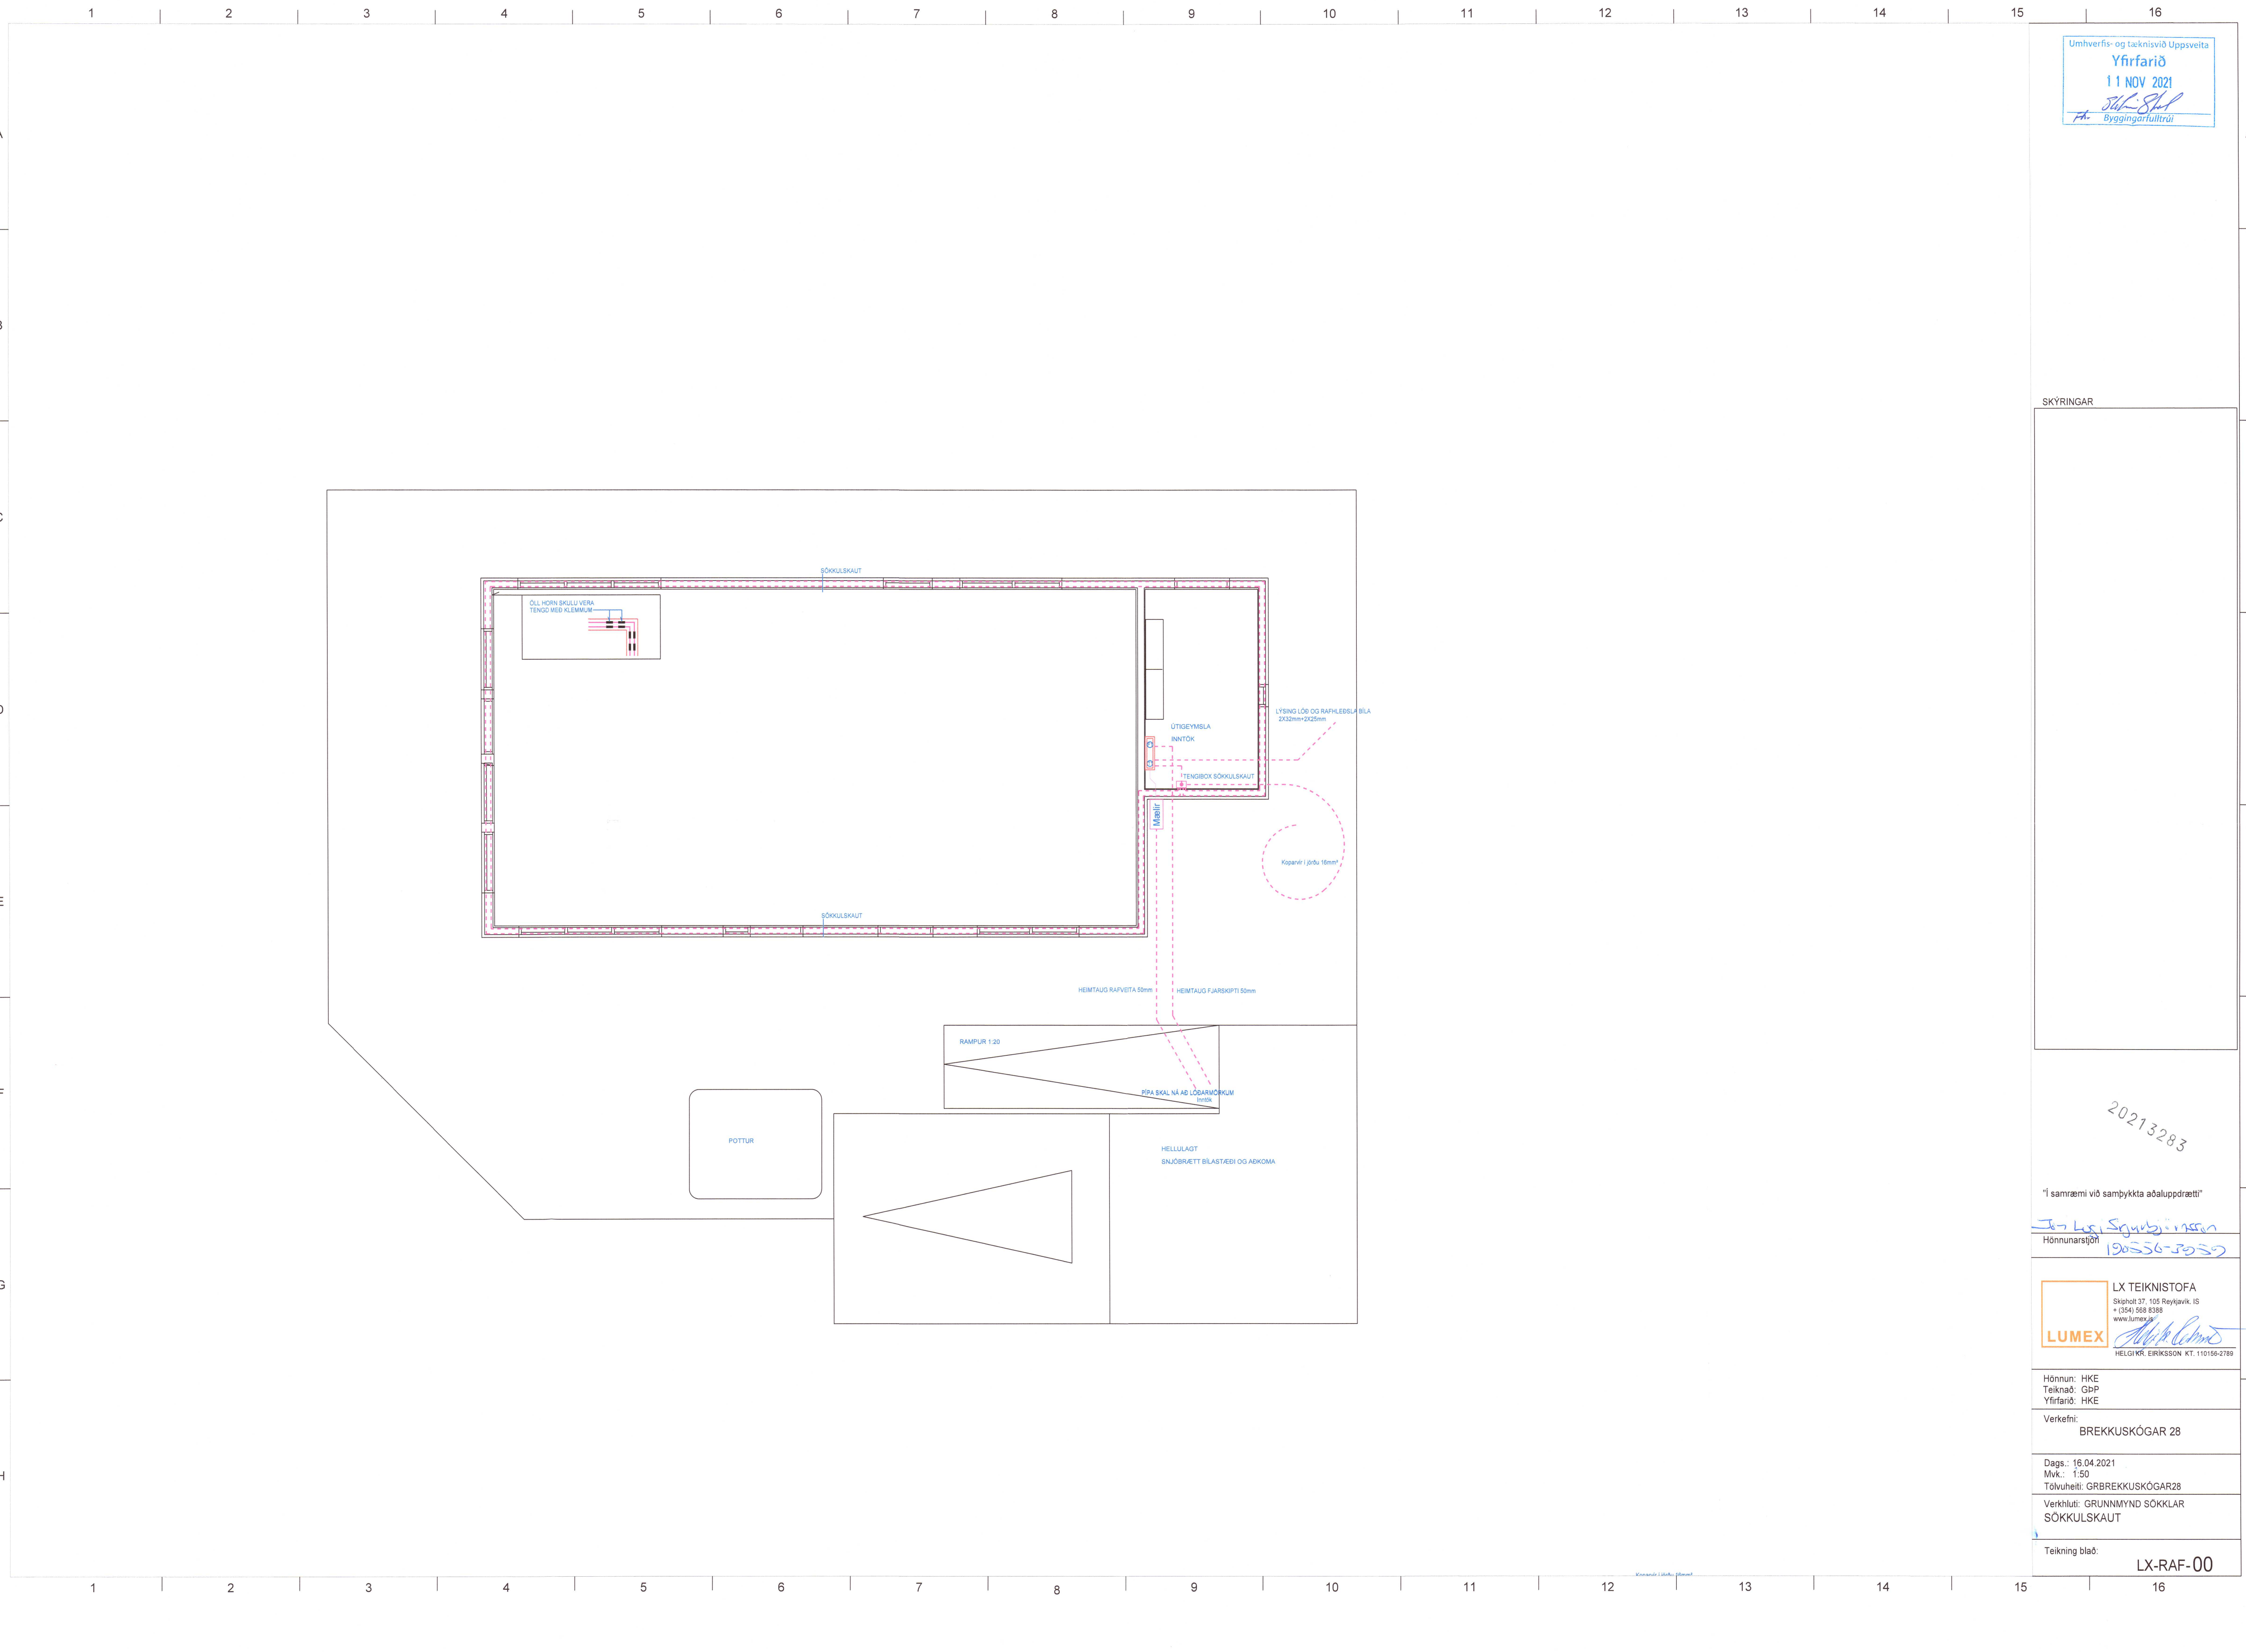 1 2 3 4 5 6 7 8 9 10 11 12 13 14 15 16
Umhverfis- og tæknisvið Uppsveita
Yfirfarið
11 NOV 2021
Byggingarfulltrúi
SKÝRINGAR
SÖKKULSKAUT
ÖLL HORN SKULU VERA
TENGD MEÐ KLEMMUM
LÝSING LÓÐ OG RAFHLEÐSLA BÍLA
2X32mm+2X25mm
ÚTIGEYMSLA
INNTÖK
TENGIBOX SÖKKULSKAUT
Mælir
Koparvír í jörðu 16mm²
SÖKKULSKAUT
HEIMTAUG RAFVEITA 50mm
HEIMTAUG FJARSKIPTI 50mm
RAMPUR 1:20
PÍPA SKAL NÁ AÐ LÓÐARMÖRKUM
Inntök
POTTUR
HELLULAGT
SNJÓBRÆTT BÍLASTÆÐI OG AÐKOMA
20213283
"Í samræmi við samþykkta aðaluppdrætti"
Hönnunarstjóri
LX TEIKNISTOFA
Skipholt 37, 105 Reykjavík. IS
+ (354) 568 8388
www.lumex.is
LUMEX
HELGI KR. EIRÍKSSON KT. 110156-2789
Hönnun: HKE
Teiknað: GÞP
Yfirfarið: HKE
Verkefni:
BREKKUSKÓGAR 28
Dags.: 16.04.2021
Mvk.: 1:50
Tölvuheiti: GRBREKKUSKÓGAR28
Verkhluti: GRUNNMYND SÖKKLAR
SÖKKULSKAUT
Teikning blað:
LX-RAF-00
1 2 3 4 5 6 7 8 9 10 11 12 13 14 15 16